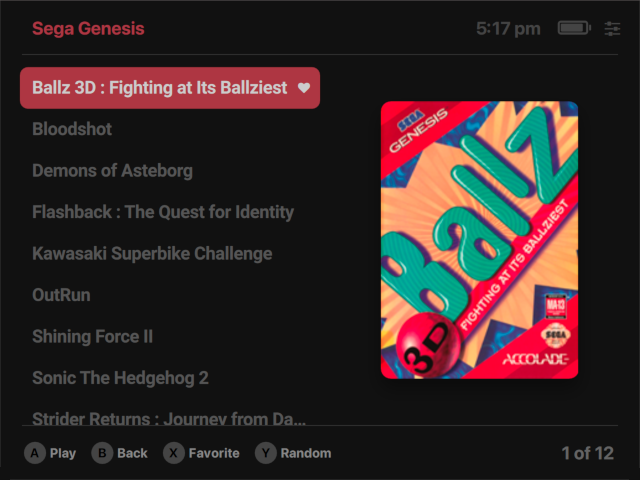 Sega Genesis
5:17 pm
Ballz 3D : Fighting at Its Ballziest
Bloodshot
Demons of Asteborg
Flashback : The Quest for Identity
Kawasaki Superbike Challenge
OutRun
Shining Force II
Sonic The Hedgehog 2
Strider Returns : Journey from Da...
SEGA
GENESIS
Ballz
FIGHTING AT ITS BALLZIEST
3D
MA-13
SEGA
ACCOLADE
A Play
B Back
X Favorite
Y Random
1 of 12